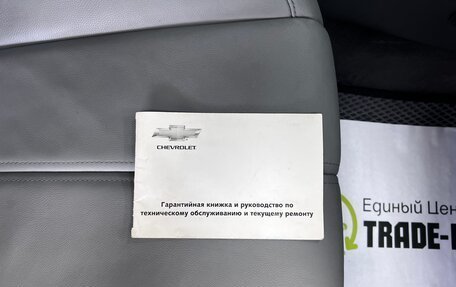 CHEVROLET
Гарантийная книжка и руководство по
техническому обслуживанию и текущему ремонту
Единый Цен
TRADE-